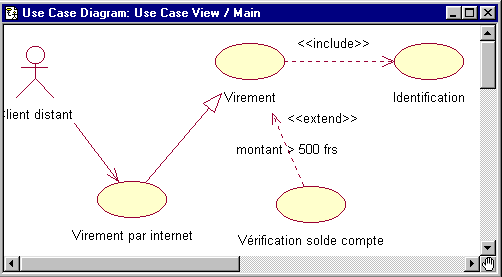 Use Case Diagram: Use Case View / Main
<<include>>
Virement
Identification
Client distant
<<extend>>
montant > 500 frs
Virement par internet
Vérification solde compte